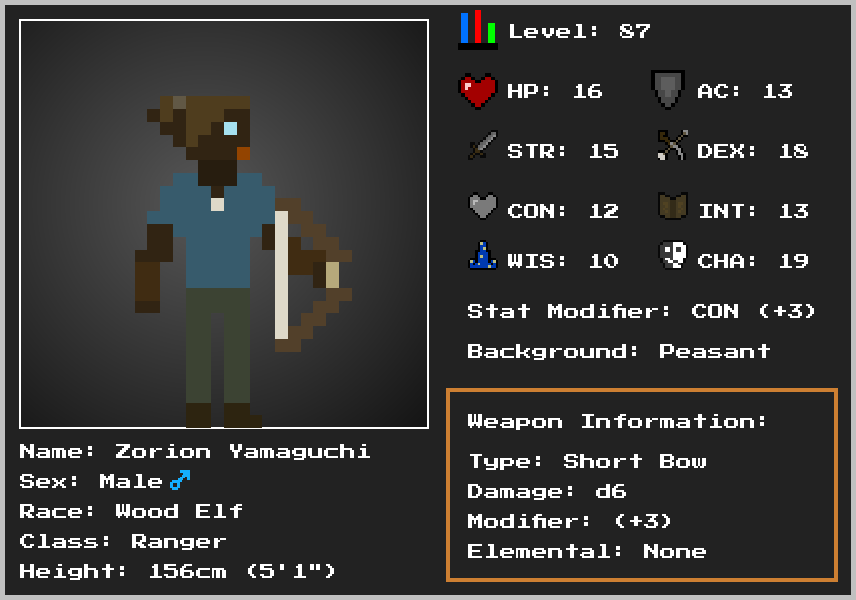 Level: 87
HP: 16 AC: 13
STR: 15 DEX: 18
CON: 12 INT: 13
WIS: 10 CHA: 19
Stat Modifier: CON (+3)
Background: Peasant
Weapon Information:
Type: Short Bow
Damage: d6
Modifier: (+3)
Elemental: None
Name: Zorion Yamaguchi
Sex: Male♂
Race: Wood Elf
Class: Ranger
Height: 156cm (5'1")